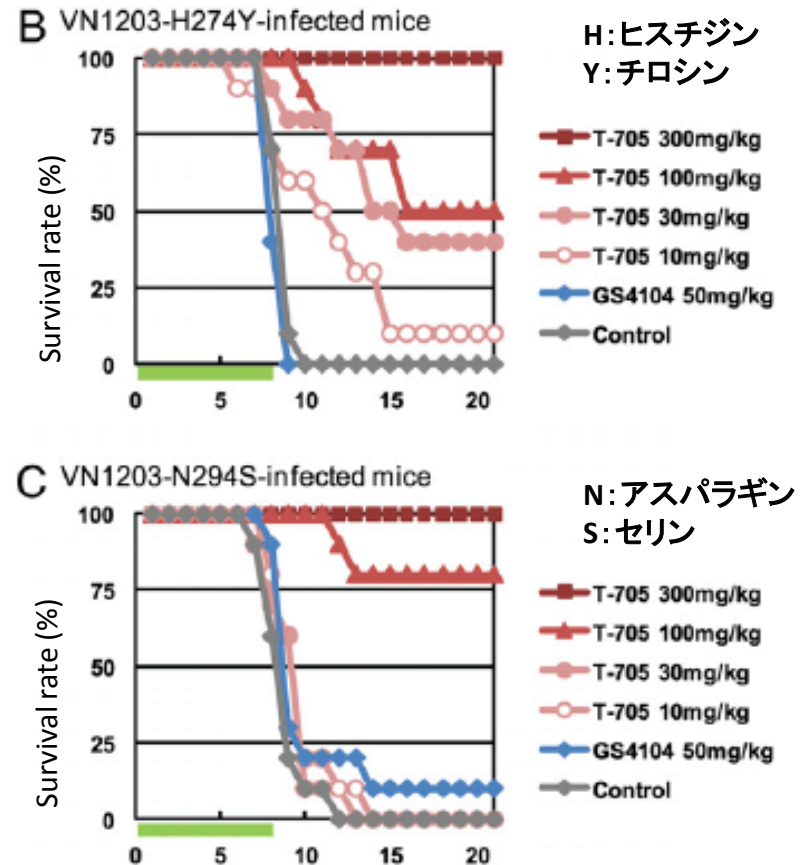 B VN1203-H274Y-infected mice
H:ヒスチジン
Y:チロシン
Survival rate (%)
100
75
50
25
0
0 5 10 15 20
T-705 300mg/kg
T-705 100mg/kg
T-705 30mg/kg
T-705 10mg/kg
GS4104 50mg/kg
Control
C VN1203-N294S-infected mice
N:アスパラギン
S:セリン
Survival rate (%)
100
75
50
25
0
0 5 10 15 20
T-705 300mg/kg
T-705 100mg/kg
T-705 30mg/kg
T-705 10mg/kg
GS4104 50mg/kg
Control